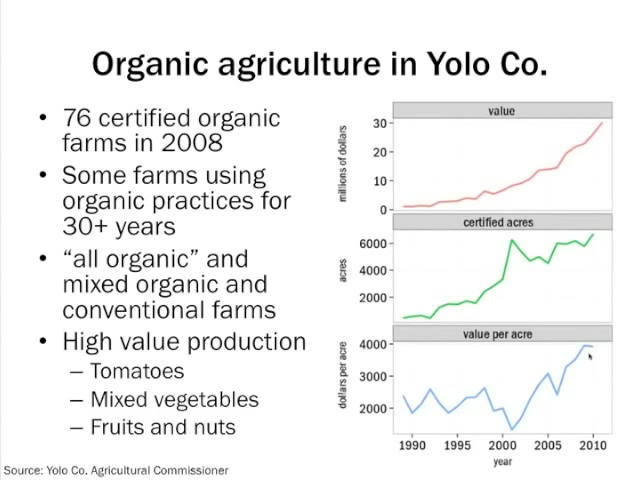 Organic agriculture in Yolo Co.
• 76 certified organic
farms in 2008
• Some farms using
organic practices for
30+ years
• “all organic” and
mixed organic and
conventional farms
• High value production
– Tomatoes
– Mixed vegetables
– Fruits and nuts
value
millions of dollars
30
20
10
0
certified acres
acres
6000
4000
2000
value per acre
dollars per acre
4000
3000
2000
1990 1995 2000 2005 2010
year
Source: Yolo Co. Agricultural Commissioner